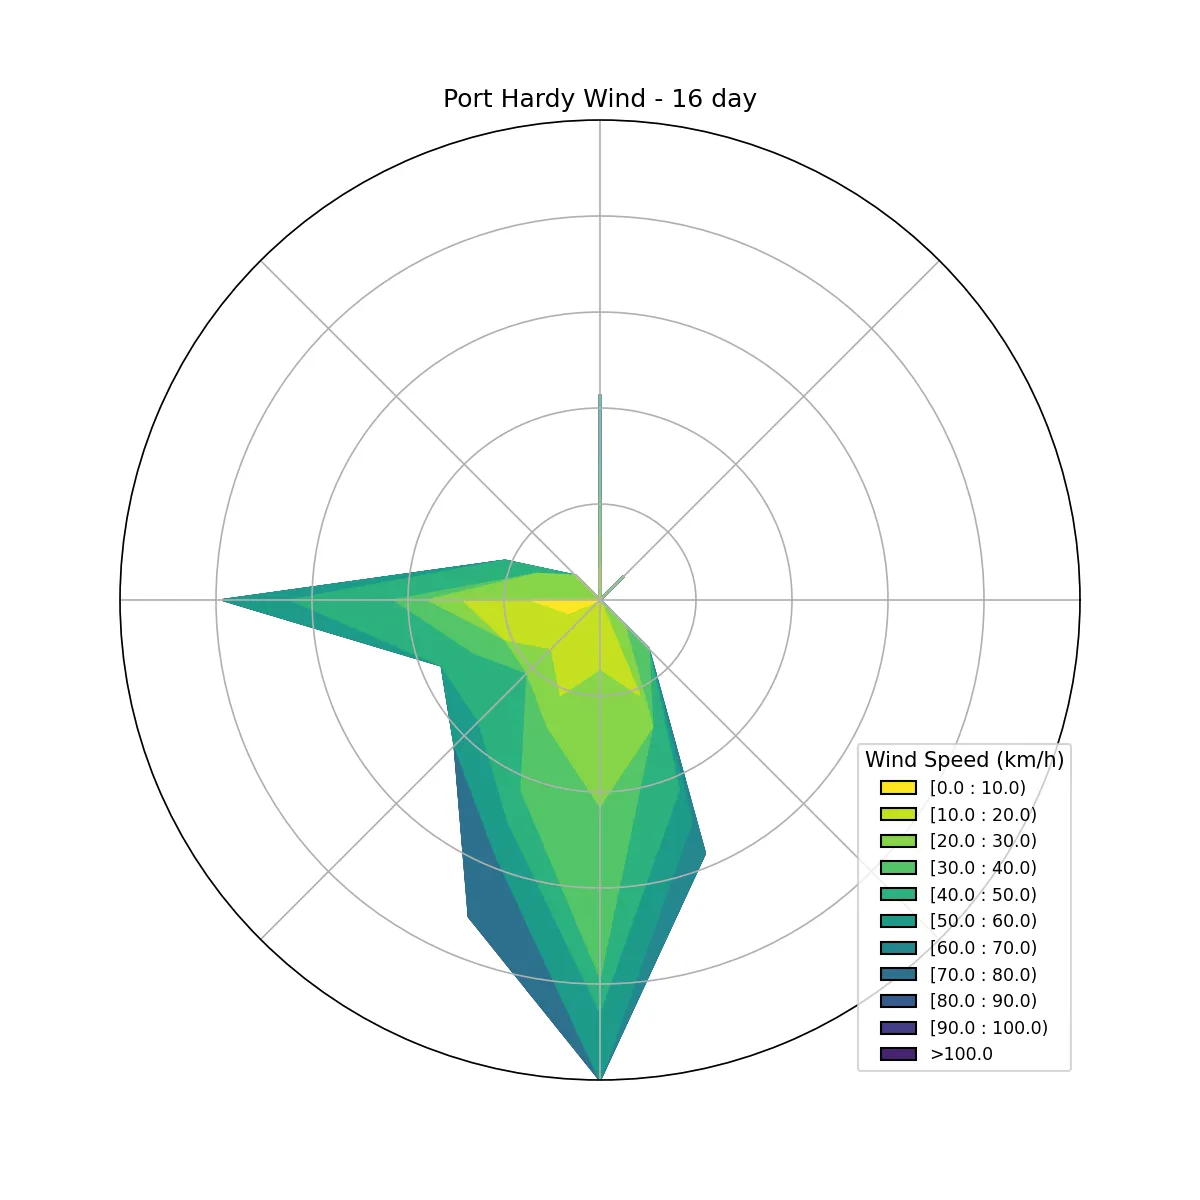 Port Hardy Wind - 16 day
Wind Speed (km/h)
[0.0 : 10.0)
[10.0 : 20.0)
[20.0 : 30.0)
[30.0 : 40.0)
[40.0 : 50.0)
[50.0 : 60.0)
[60.0 : 70.0)
[70.0 : 80.0)
[80.0 : 90.0)
[90.0 : 100.0)
>100.0